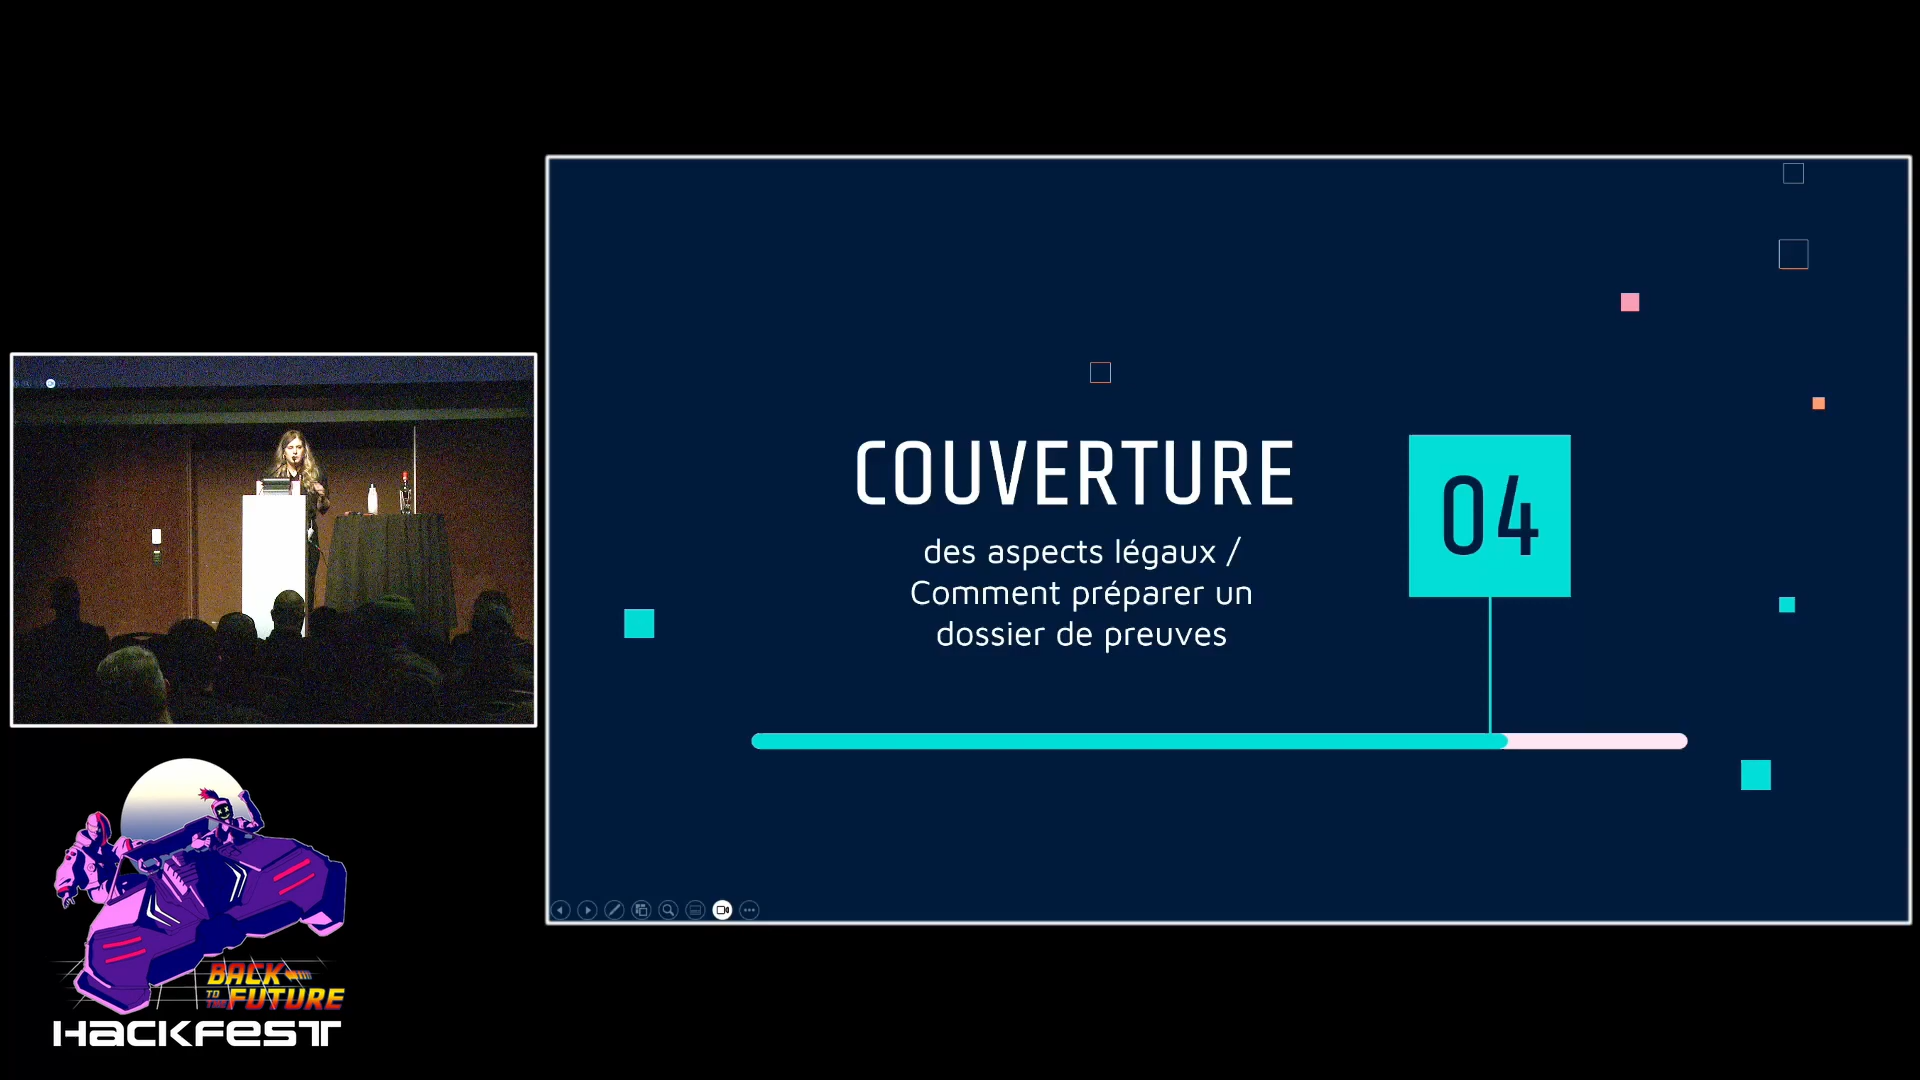 COUVERTURE
des aspects légaux /
Comment préparer un
dossier de preuves
04
BACK
TO THE FUTURE
HACKFEST